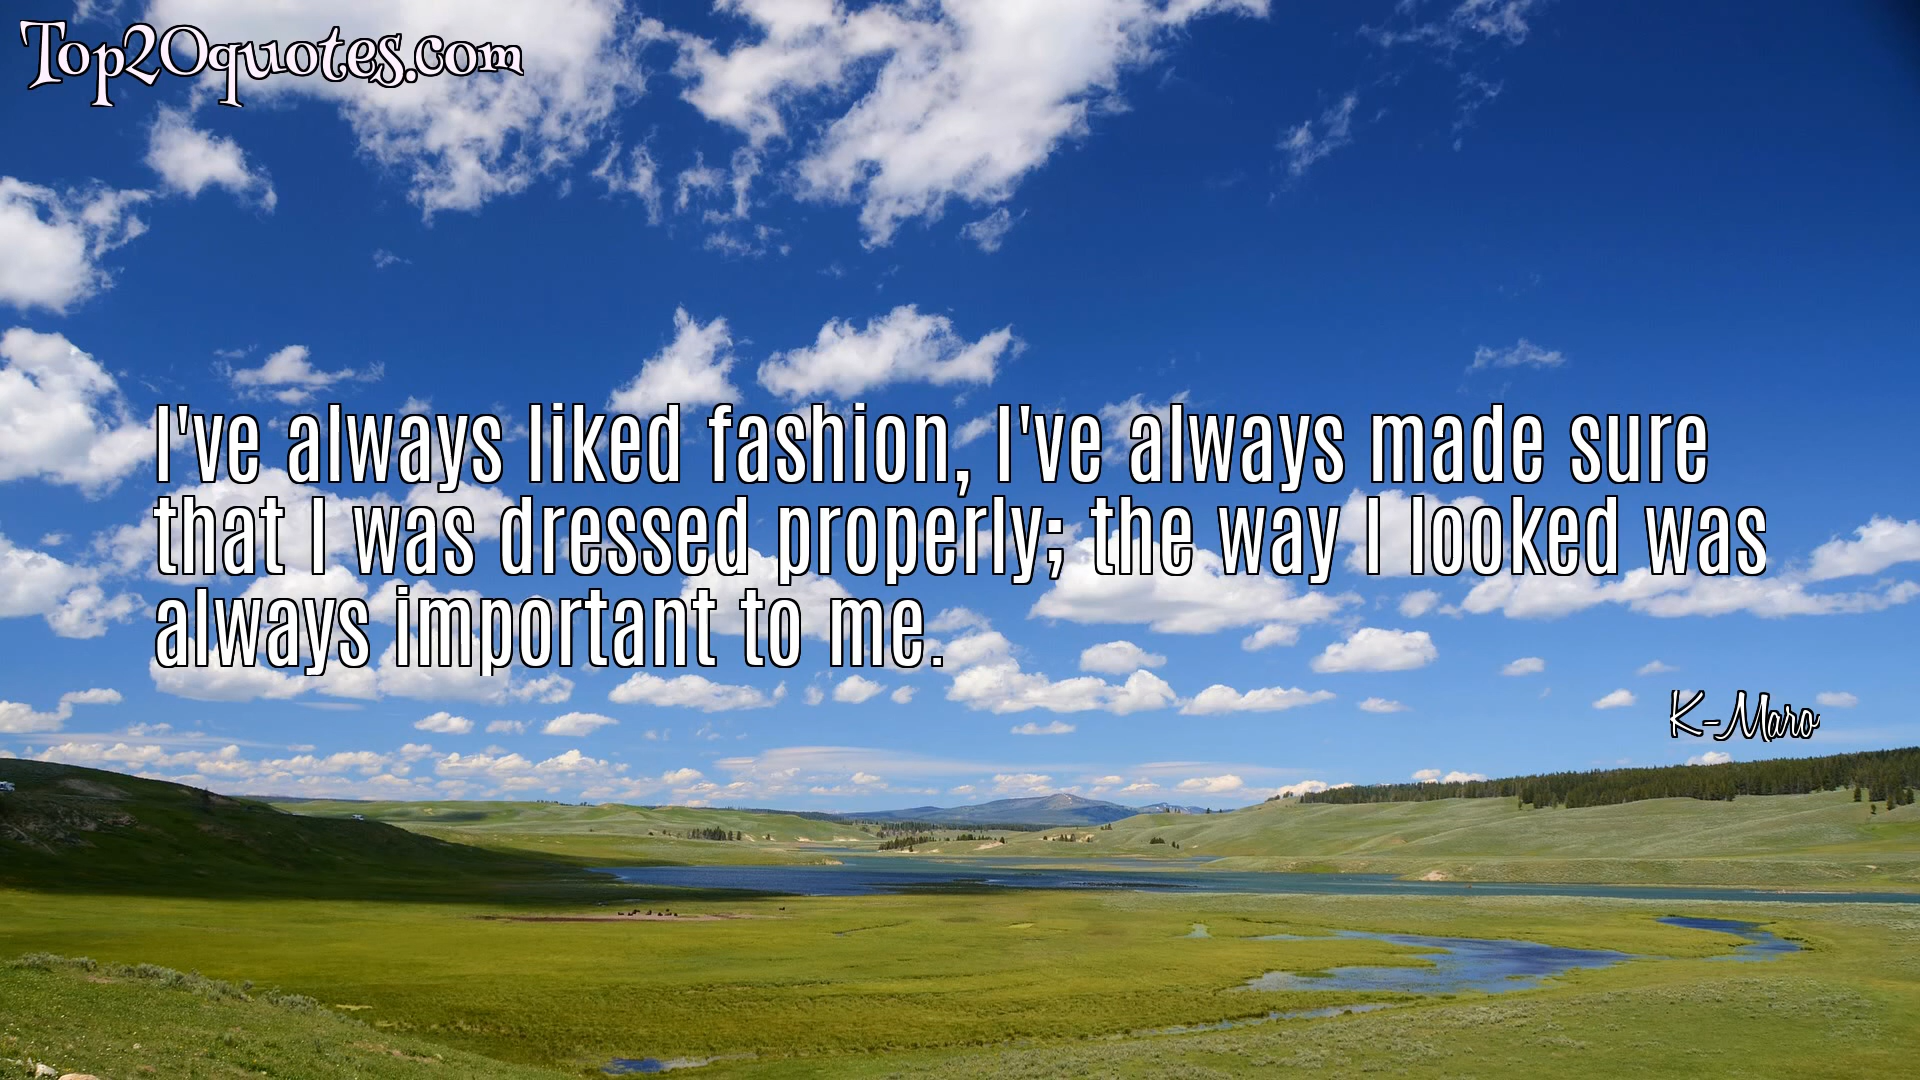 Top20quotes.com
I've always liked fashion, I've always made sure
that I was dressed properly; the way I looked was
always important to me.
K-Maro